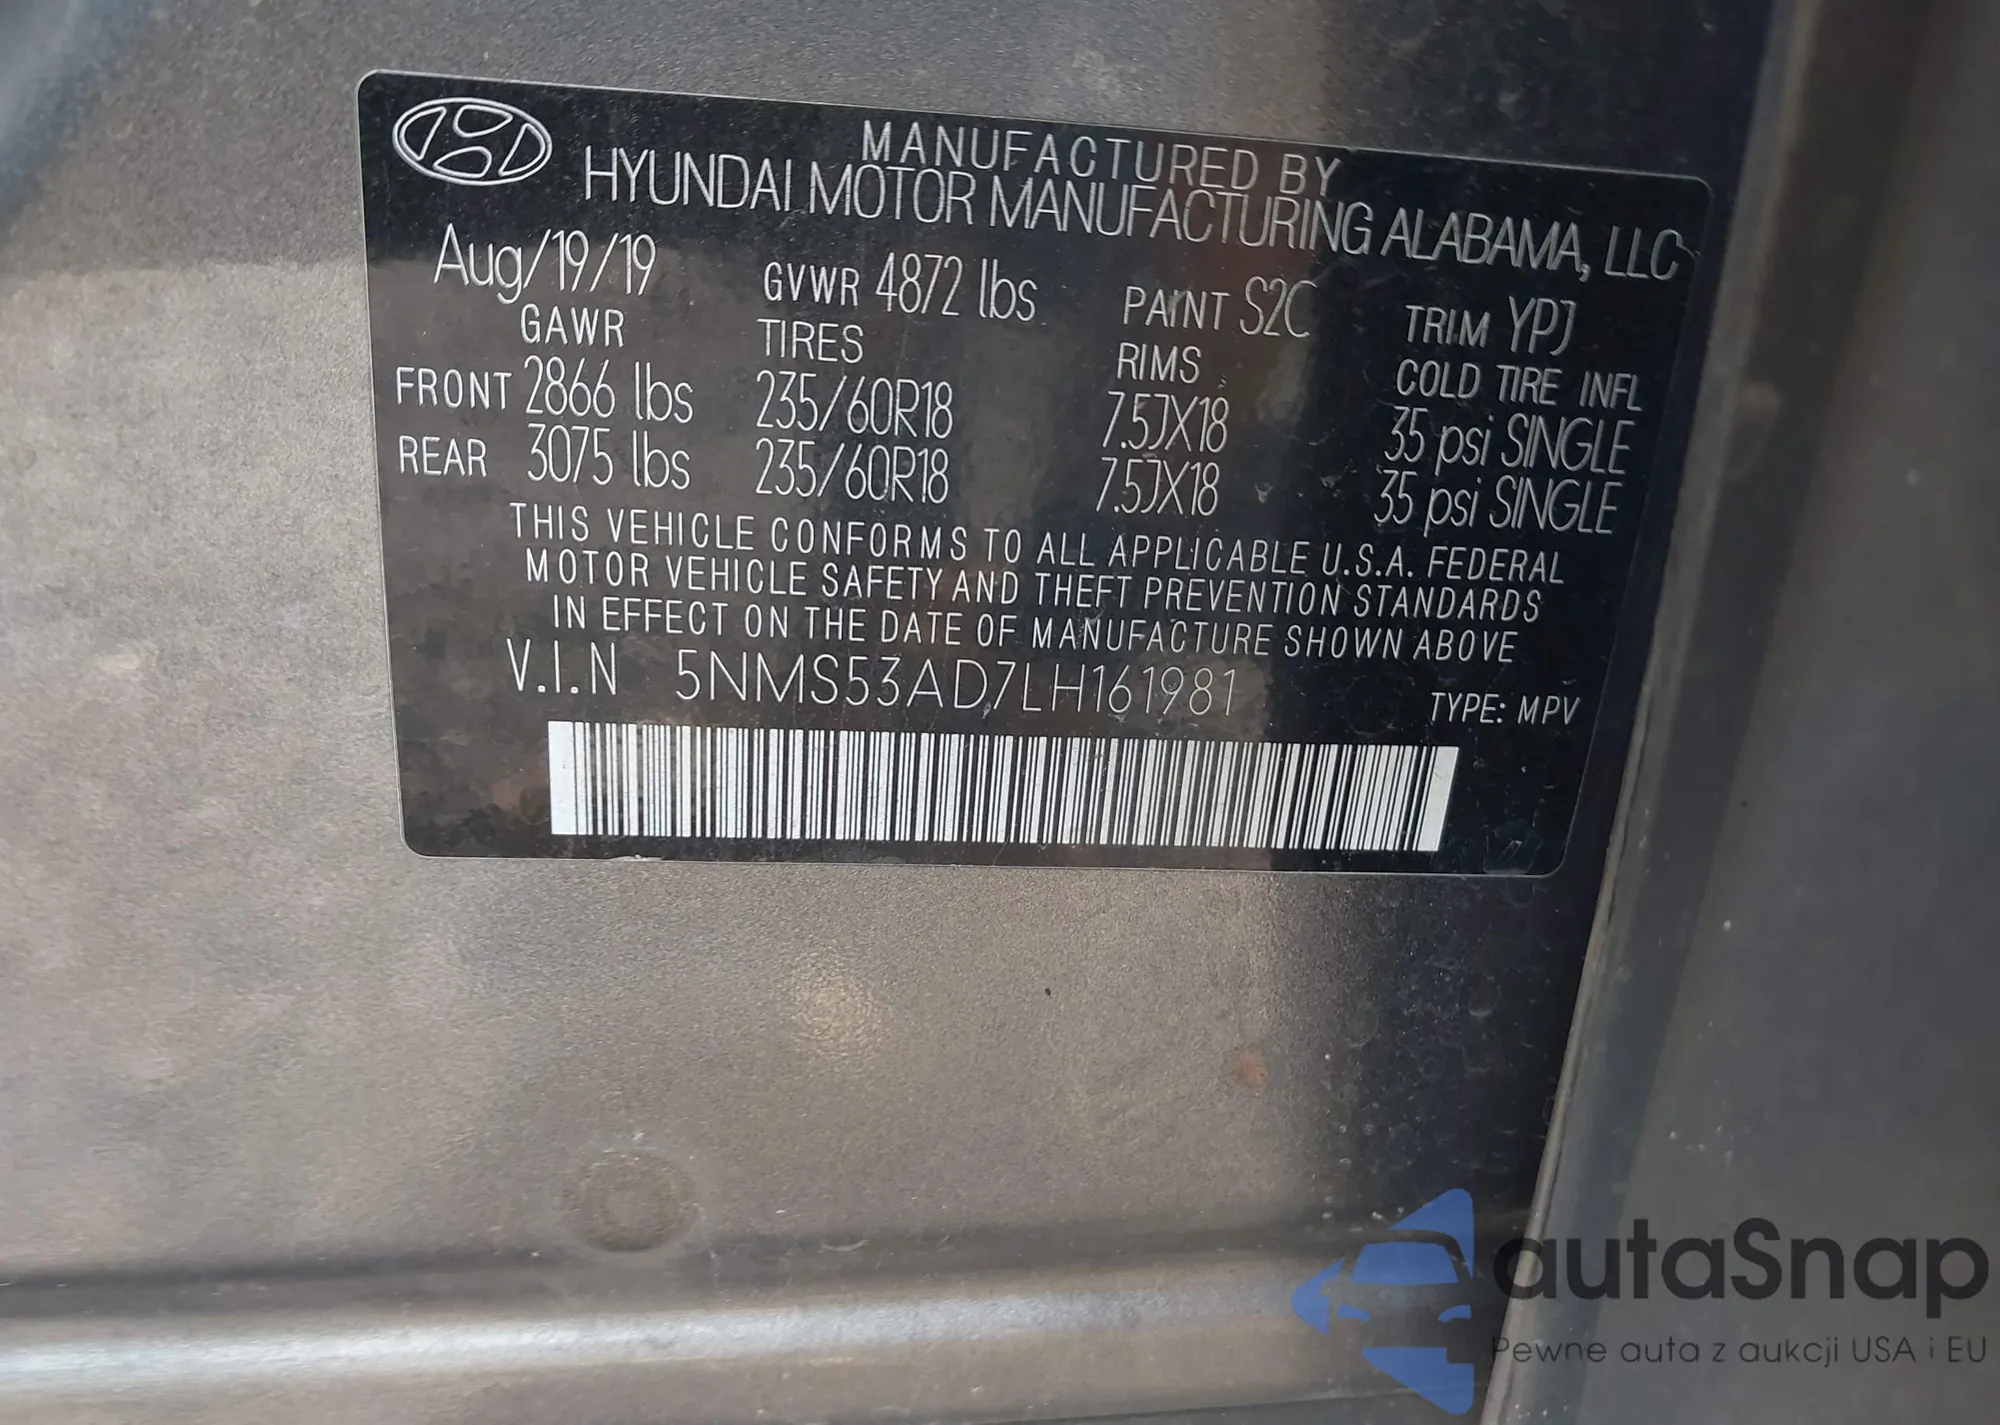 MANUFACTURED BY
HYUNDAI MOTOR MANUFACTURING ALABAMA, LLC
Aug/19/19 GVWR 4872 lbs PAINT S2C TRIM YPJ
GAWR TIRES RIMS COLD TIRE INFL
FRONT 2866 lbs 235/60R18 7.5JX18 35 psi SINGLE
REAR 3075 lbs 235/60R18 7.5JX18 35 psi SINGLE
THIS VEHICLE CONFORMS TO ALL APPLICABLE U.S.A. FEDERAL
MOTOR VEHICLE SAFETY AND THEFT PREVENTION STANDARDS
IN EFFECT ON THE DATE OF MANUFACTURE SHOWN ABOVE
V.I.N 5NMS53AD7LH161981 TYPE: MPV
autaSnap
Pewne auta z aukcji USA i EU